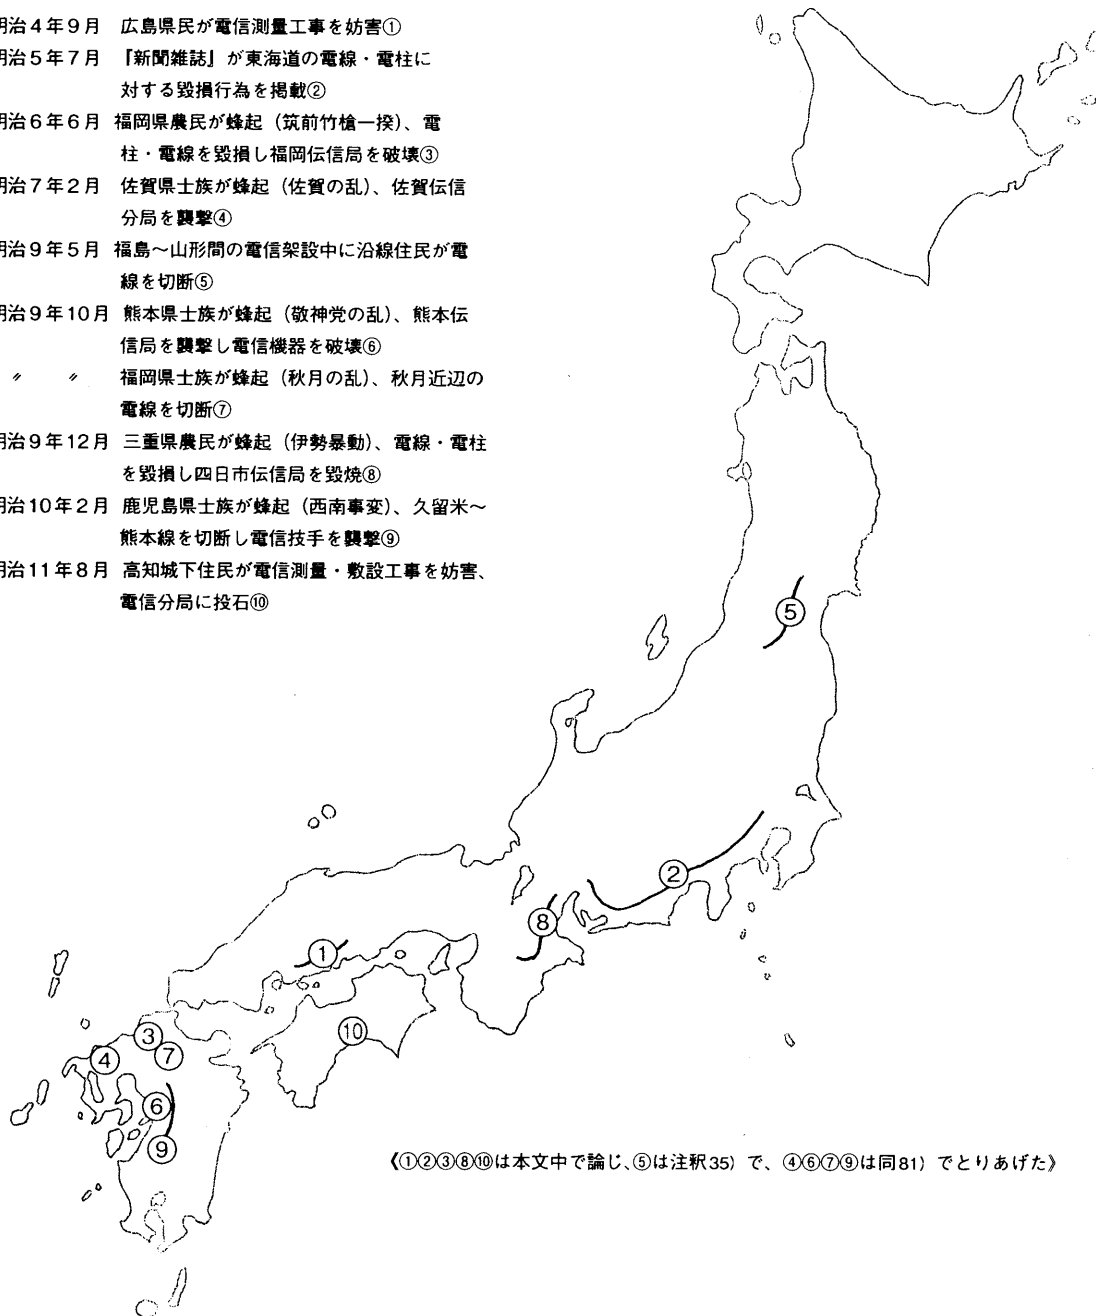 明治4年9月 広島県民が電信測量工事を妨害①
明治5年7月 『新聞雑誌』が東海道の電線・電柱に
対する毀損行為を掲載②
明治6年6月 福岡県農民が蜂起（筑前竹槍一揆）、電
柱・電線を毀損し福岡伝信局を破壊③
明治7年2月 佐賀県士族が蜂起（佐賀の乱）、佐賀伝信
分局を襲撃④
明治9年5月 福島～山形間の電信架設中に沿線住民が電
線を切断⑤
明治9年10月 熊本県士族が蜂起（敬神党の乱）、熊本伝
信局を襲撃し電信機器を破壊⑥
〃 〃 福岡県士族が蜂起（秋月の乱）、秋月近辺の
電線を切断⑦
明治9年12月 三重県農民が蜂起（伊勢暴動）、電線・電柱
を毀損し四日市伝信局を毀焼⑧
明治10年2月 鹿児島県士族が蜂起（西南事変）、久留米～
熊本線を切断し電信技手を襲撃⑨
明治11年8月 高知城下住民が電信測量・敷設工事を妨害、
電信分局に投石⑩
⑤
②
⑧
①
⑩
③
⑦
④
⑥
⑨
《①②③⑧⑩は本文中で論じ、⑤は注釈35）で、④⑥⑦⑨は同81）でとりあげた》